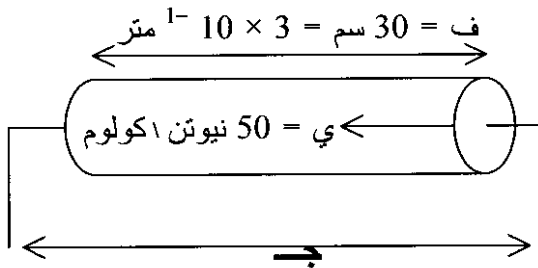 ف = 30 سم = 3 × 10 ⁻¹ متر
ي = 50 نيوتن \ كولوم
جـ